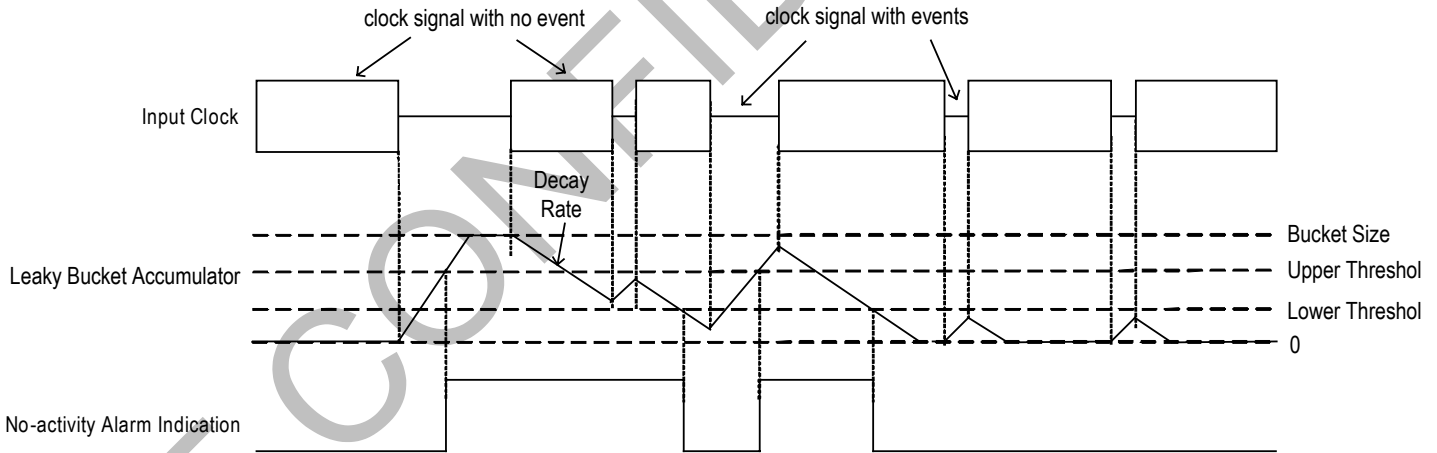 clock signal with no event
clock signal with events
Input Clock
Decay
Rate
Bucket Size
Leaky Bucket Accumulator
Upper Threshol
Lower Threshol
0
No-activity Alarm Indication